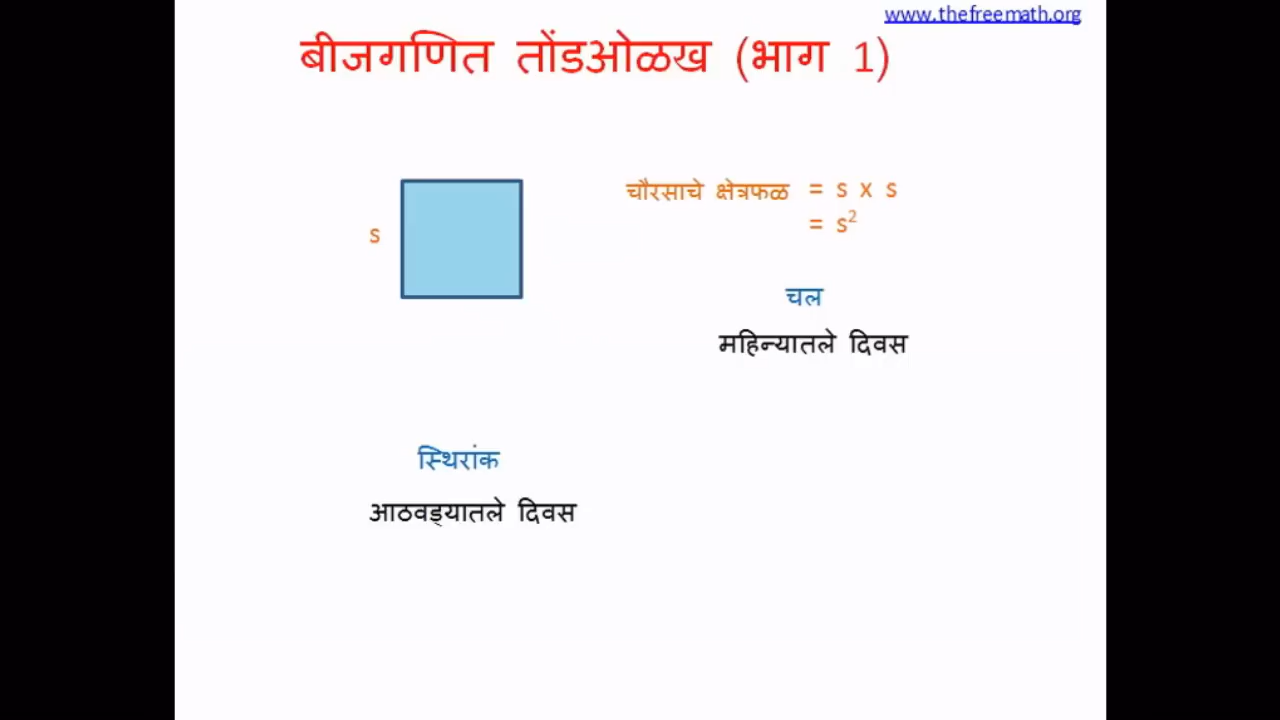 www.thefreemath.org
बीजगणित तोंडओळख (भाग 1)
चौरसाचे क्षेत्रफळ = s x s
= s²
s
चल
महिन्यातले दिवस
स्थिरांक
आठवड्यातले दिवस